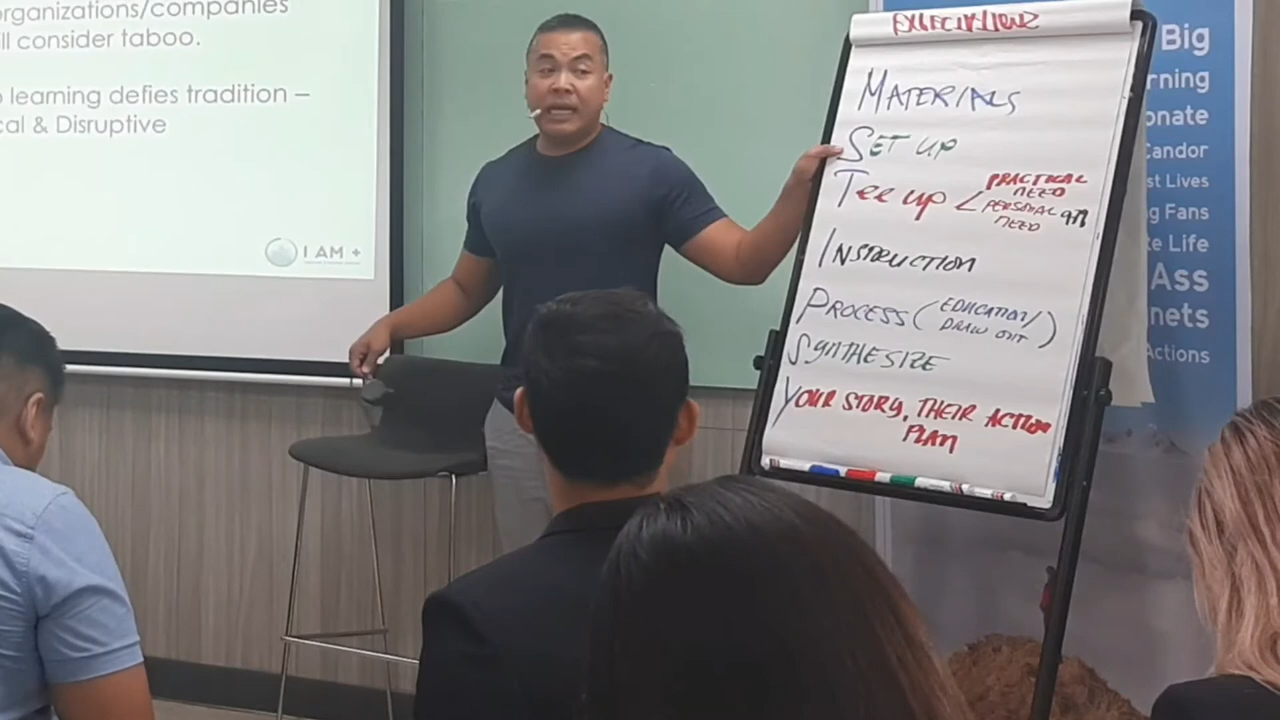 organizations/companies
ll consider taboo.
learning defies tradition –
cal & Disruptive
I AM +
MATERIALS
SET UP
TEE UP < PRACTICAL NEED
PERSONAL NEED
INSTRUCTION
PROCESS ( EDUCATION/
DRAW OUT )
SYNTHESIZE
YOUR STORY, THEIR ACTION
PLAN
Big
rning
onate
Candor
st Lives
g Fans
e Life
Ass
nets
Actions